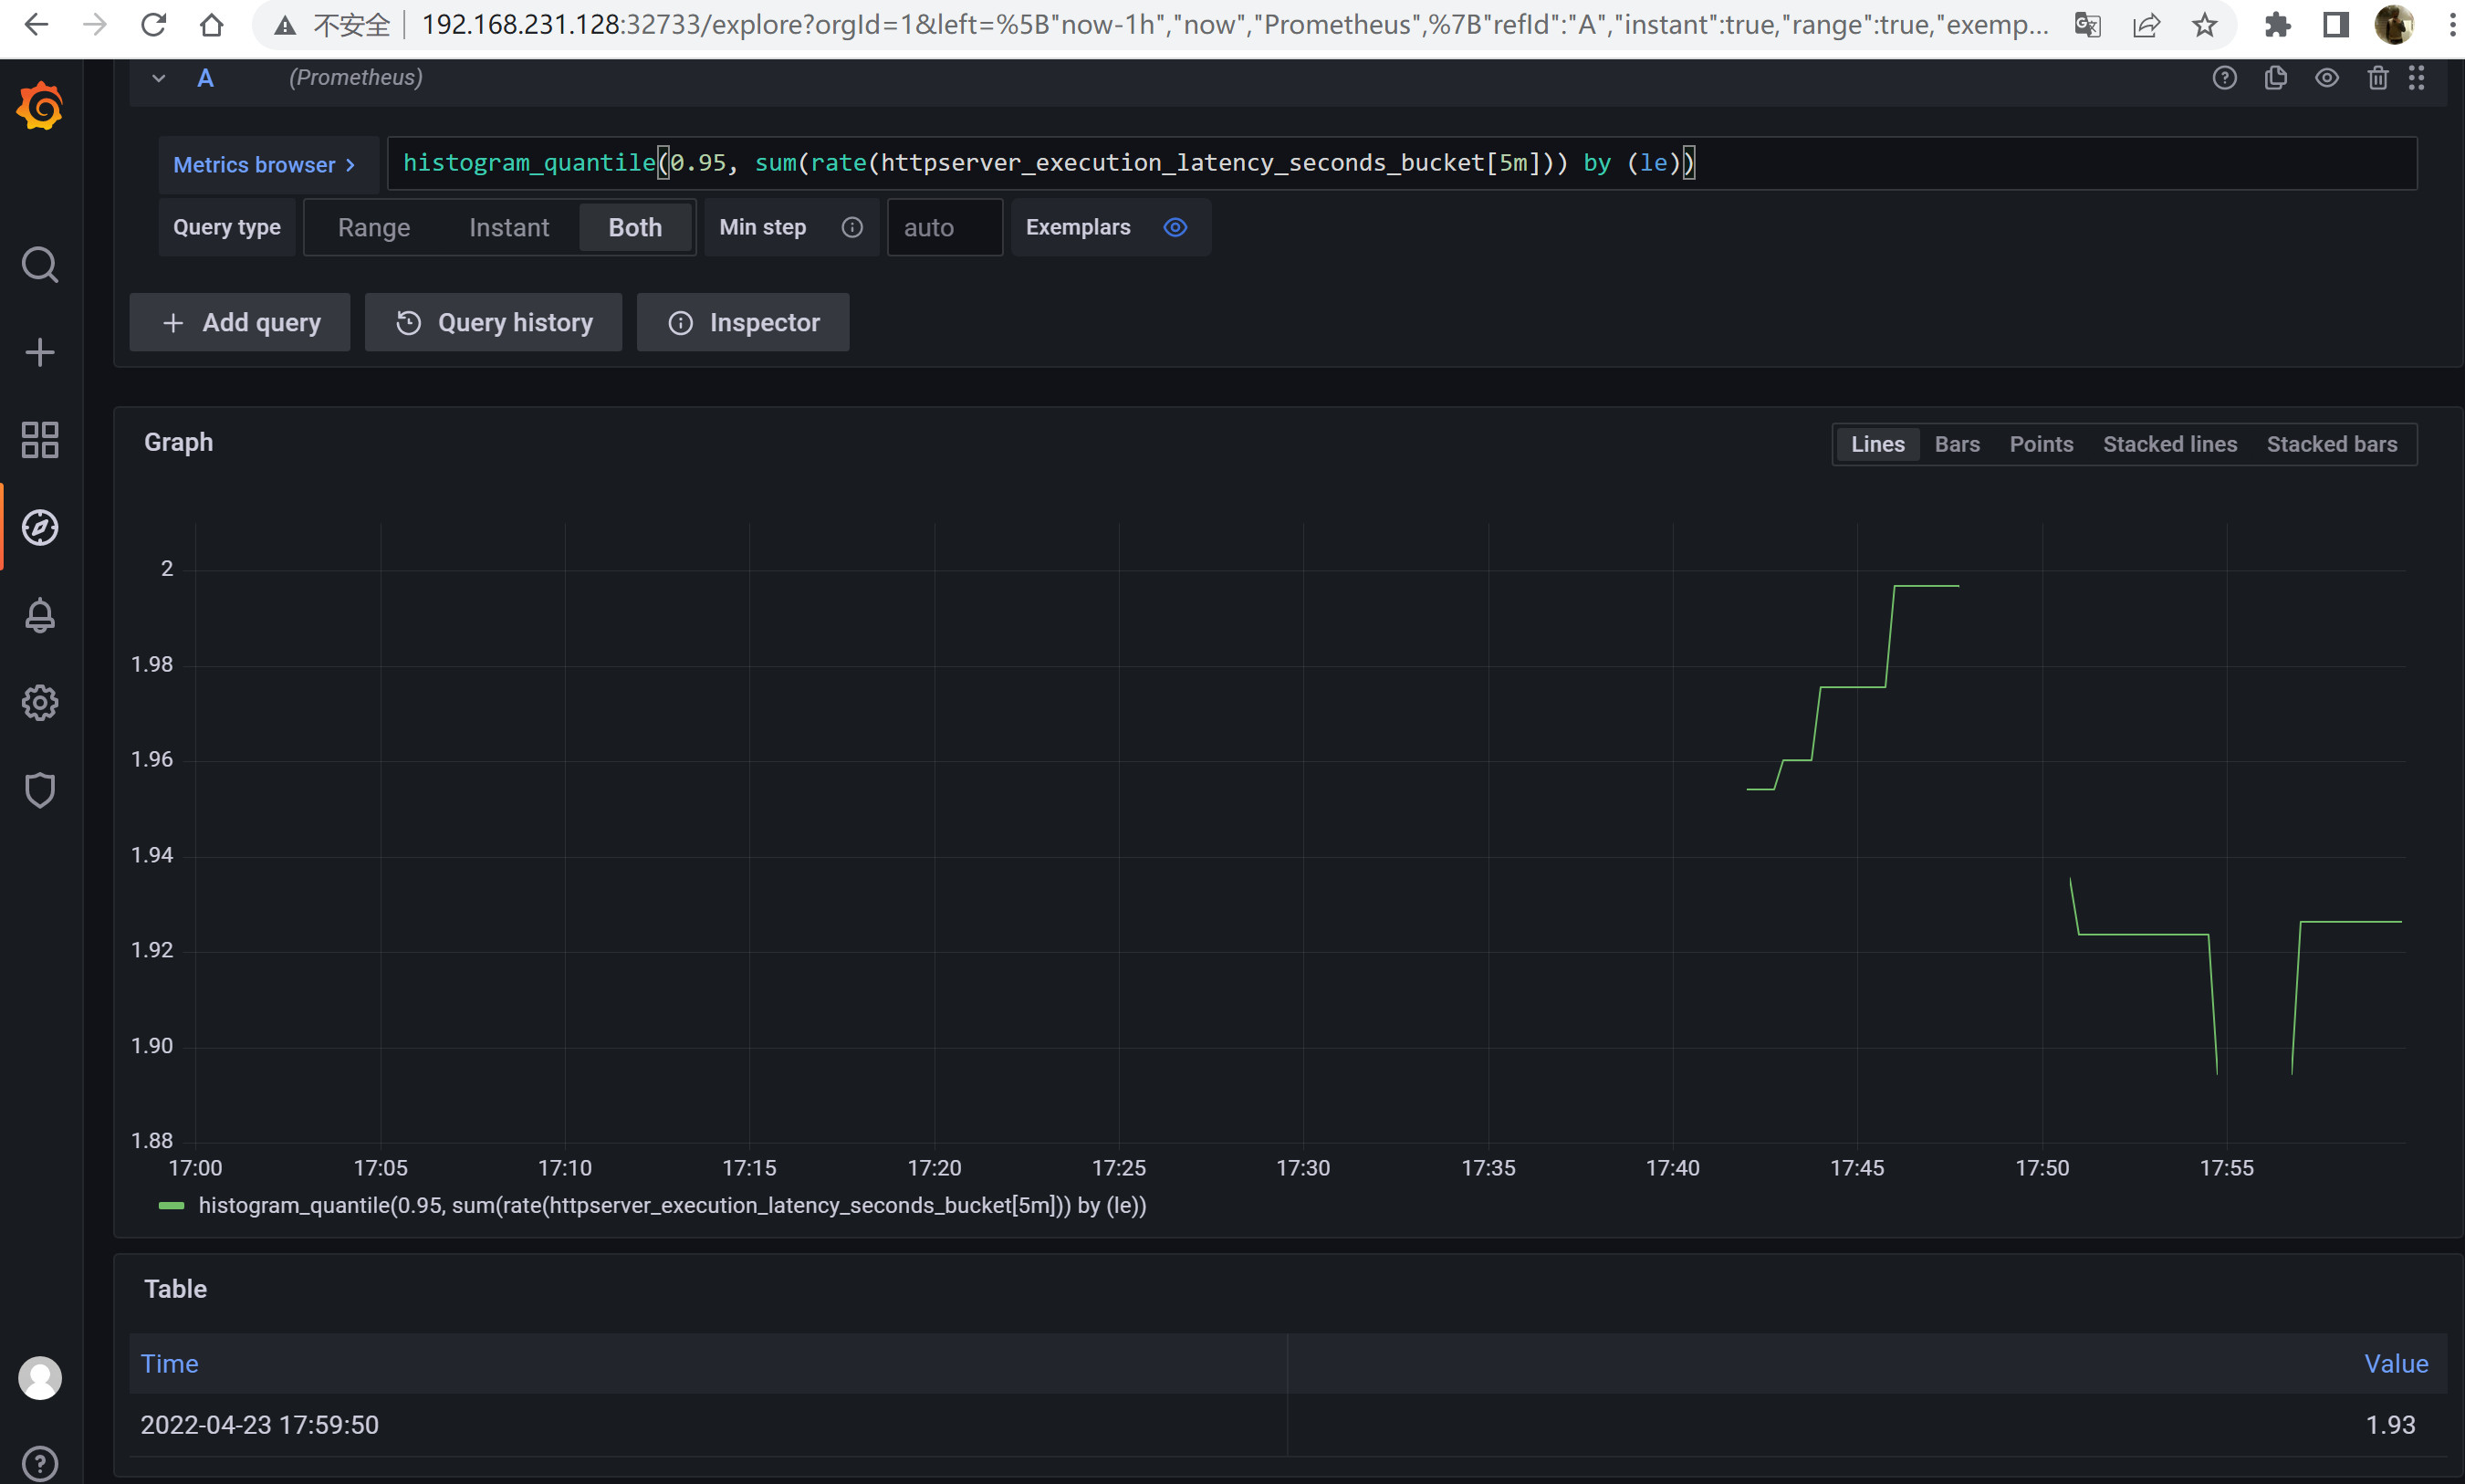 不安全 192.168.231.128:32733/explore?orgId=1&left=%5B"now-1h","now","Prometheus",%7B"refId":"A","instant":true,"range":true,"exemp...
A (Prometheus)
Metrics browser > histogram_quantile(0.95, sum(rate(httpserver_execution_latency_seconds_bucket[5m])) by (le))
Query type Range Instant Both Min step auto Exemplars
+ Add query Query history Inspector
Graph Lines Bars Points Stacked lines Stacked bars
2
1.98
1.96
1.94
1.92
1.90
1.88
17:00 17:05 17:10 17:15 17:20 17:25 17:30 17:35 17:40 17:45 17:50 17:55
histogram_quantile(0.95, sum(rate(httpserver_execution_latency_seconds_bucket[5m])) by (le))
Table
Time Value
2022-04-23 17:59:50 1.93